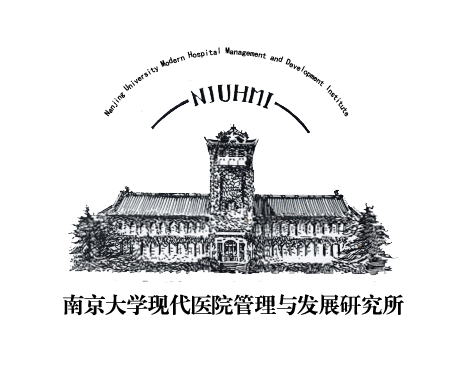 Nanjing University Modern Hospital Management and Development Institute
NJUHMI
南京大学现代医院管理与发展研究所